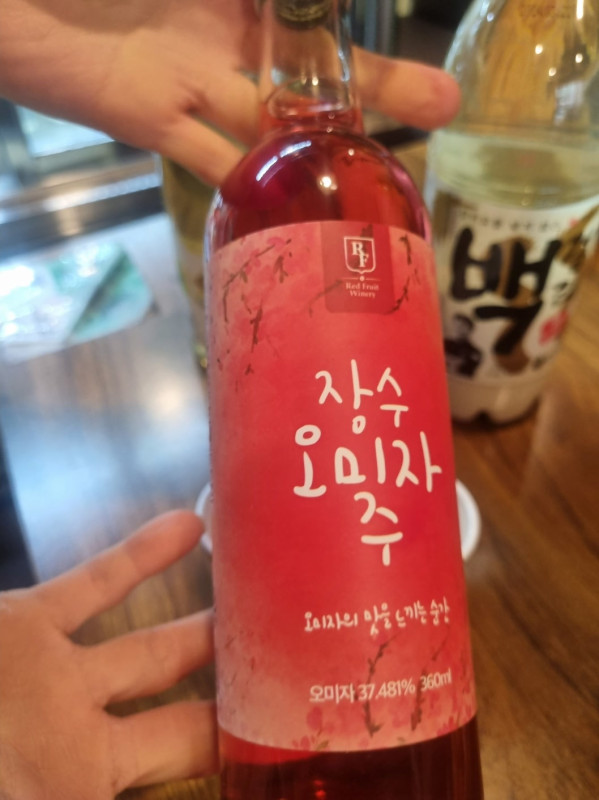 RF
Red Fruit
Winery
장수
오미자
주
오미자의 맛을 느끼는 순간
오미자 37.481% 360ml
백